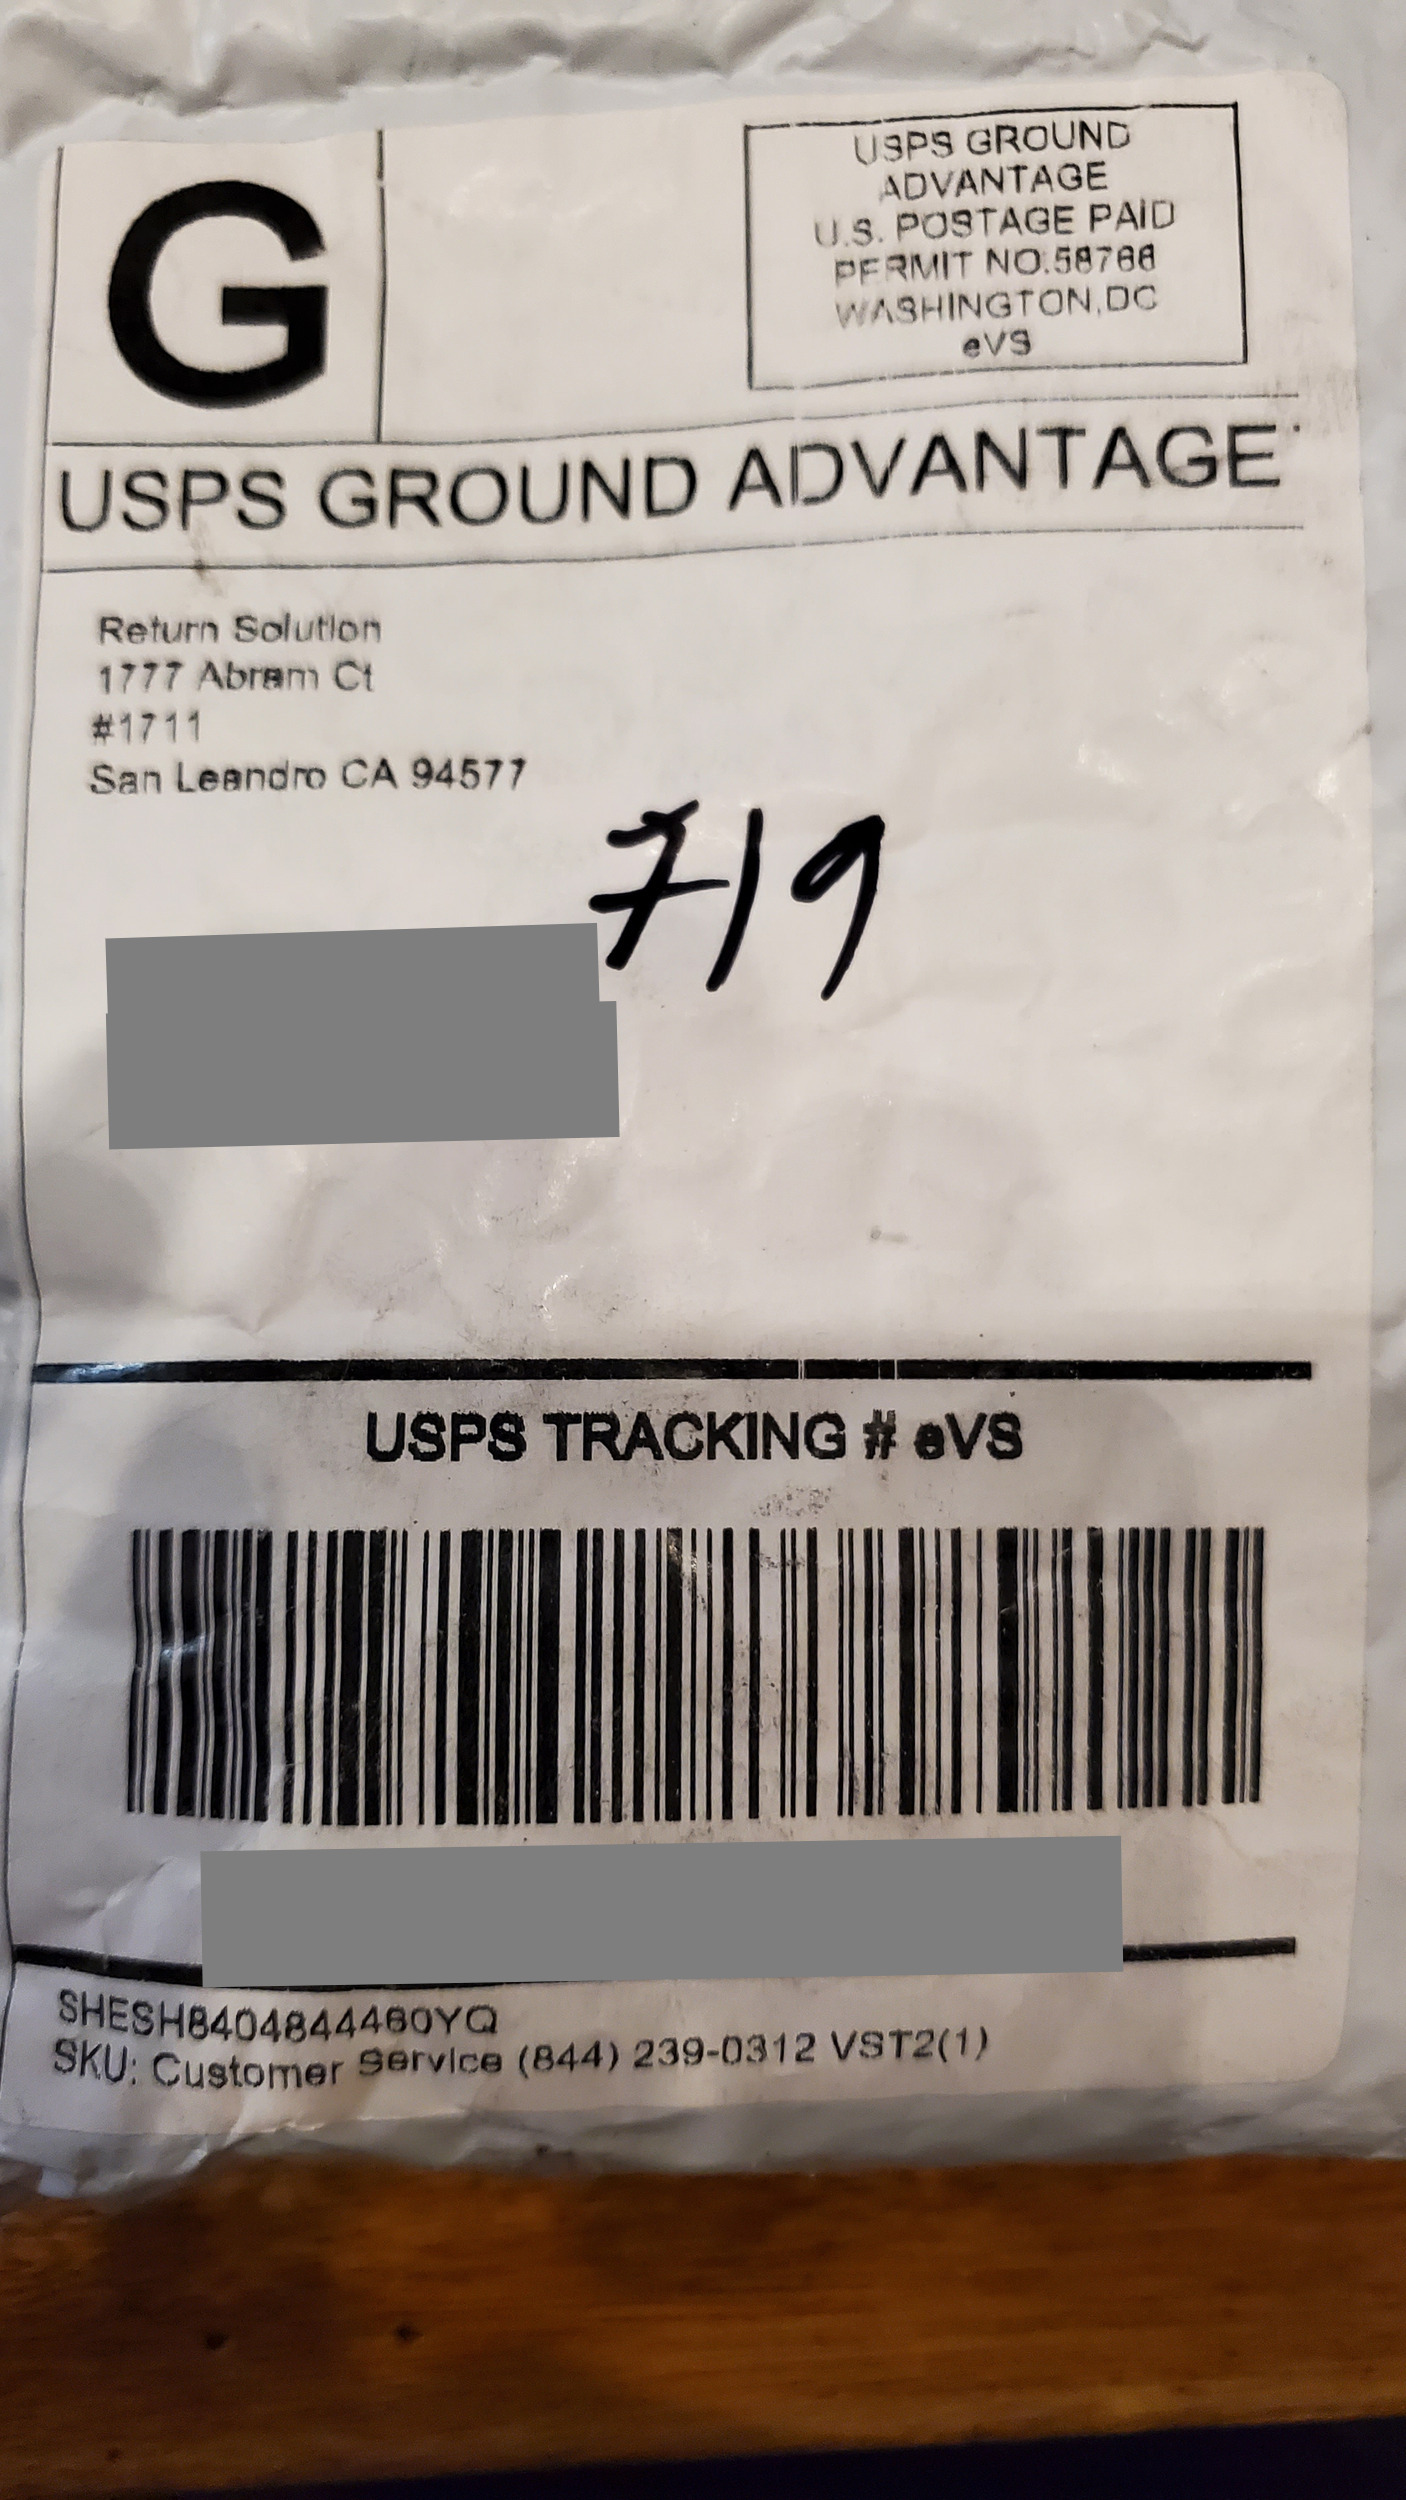 G
USPS GROUND
ADVANTAGE
U.S. POSTAGE PAID
PERMIT NO.58768
WASHINGTON,DC
eVS
USPS GROUND ADVANTAGE
Return Solution
1777 Abram Ct
#1711
San Leandro CA 94577
719
USPS TRACKING # eVS
SHESH8404844460YQ
SKU: Customer Service (844) 239-0312 VST2(1)